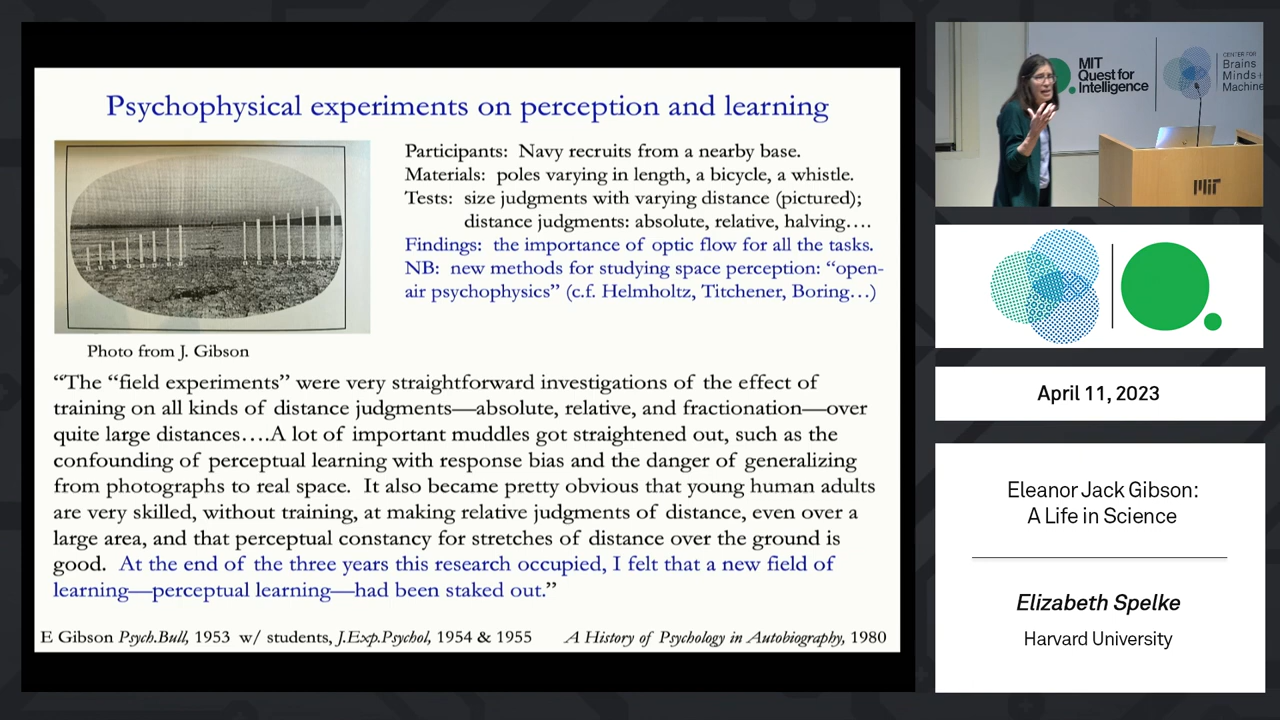 Psychophysical experiments on perception and learning
Participants: Navy recruits from a nearby base.
Materials: poles varying in length, a bicycle, a whistle.
Tests: size judgments with varying distance (pictured);
distance judgments: absolute, relative, halving….
Findings: the importance of optic flow for all the tasks.
NB: new methods for studying space perception: “open-
air psychophysics” (c.f. Helmholtz, Titchener, Boring…)
Photo from J. Gibson
“The “field experiments” were very straightforward investigations of the effect of
training on all kinds of distance judgments—absolute, relative, and fractionation—over
quite large distances….A lot of important muddles got straightened out, such as the
confounding of perceptual learning with response bias and the danger of generalizing
from photographs to real space. It also became pretty obvious that young human adults
are very skilled, without training, at making relative judgments of distance, even over a
large area, and that perceptual constancy for stretches of distance over the ground is
good. At the end of the three years this research occupied, I felt that a new field of
learning—perceptual learning—had been staked out.”
E Gibson Psych.Bull, 1953 w/ students, J.Exp.Psychol, 1954 & 1955
A History of Psychology in Autobiography, 1980
MIT
Quest for
Intelligence
CENTER FOR
Brains
Minds+
Machine
MIT
April 11, 2023
Eleanor Jack Gibson:
A Life in Science
Elizabeth Spelke
Harvard University